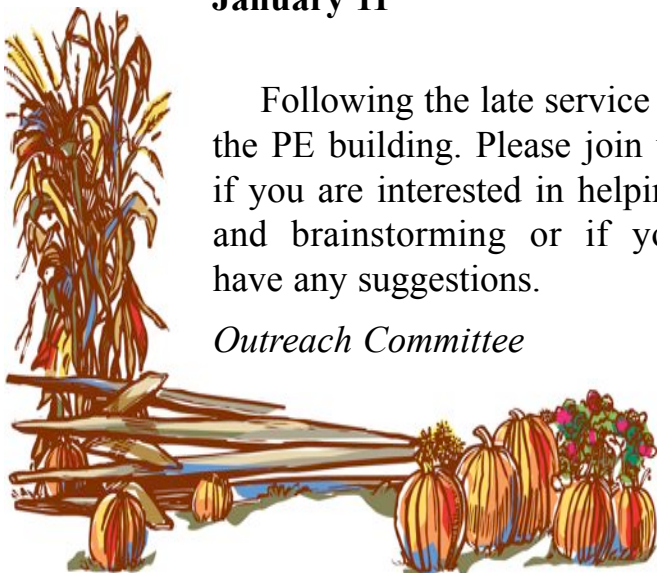 January 11
Following the late service
the PE building. Please join
if you are interested in helpin
and brainstorming or if yo
have any suggestions.
Outreach Committee